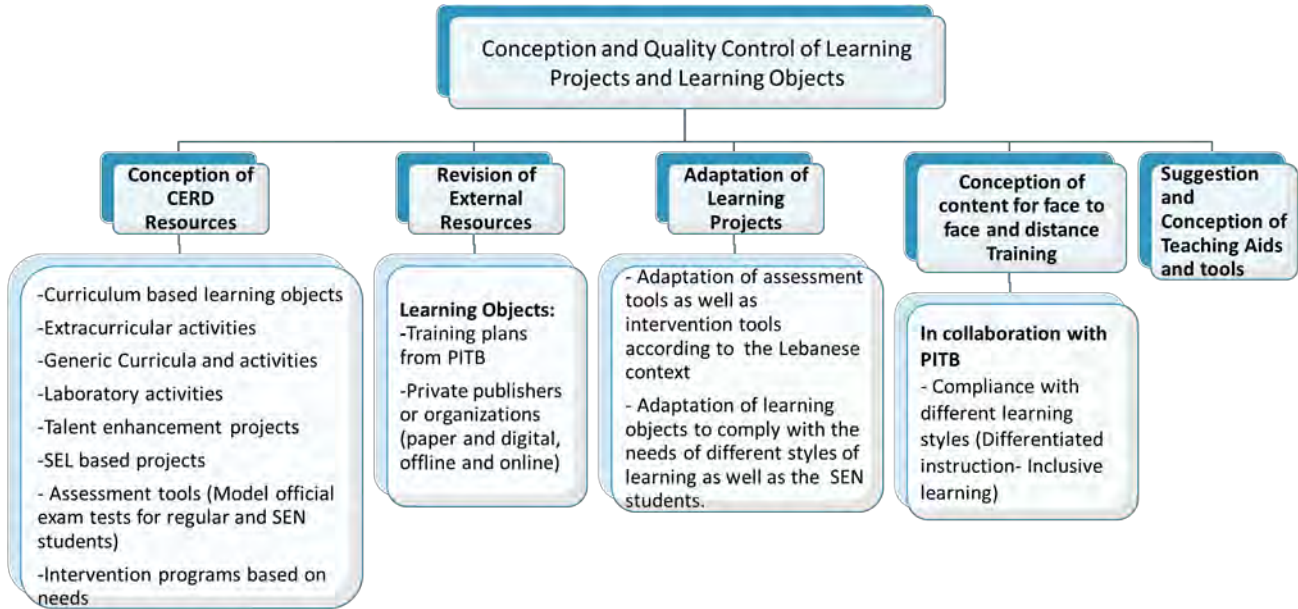 Conception and Quality Control of Learning
Projects and Learning Objects
Conception of
CERD
Resources
-Curriculum based learning objects
-Extracurricular activities
-Generic Curricula and activities
-Laboratory activities
-Talent enhancement projects
-SEL based projects
- Assessment tools (Model official
exam tests for regular and SEN
students)
-Intervention programs based on
needs
Revision of
External
Resources
Learning Objects:
-Training plans
from PITB
-Private publishers
or organizations
(paper and digital,
offline and online)
Adaptation of
Learning
Projects
- Adaptation of assessment
tools as well as
intervention tools
according to the Lebanese
context
- Adaptation of learning
objects to comply with the
needs of different styles of
learning as well as the SEN
students.
Conception of
content for face to
face and distance
Training
In collaboration with
PITB
- Compliance with
different learning
styles (Differentiated
instruction- Inclusive
learning)
Suggestion
and
Conception of
Teaching Aids
and tools